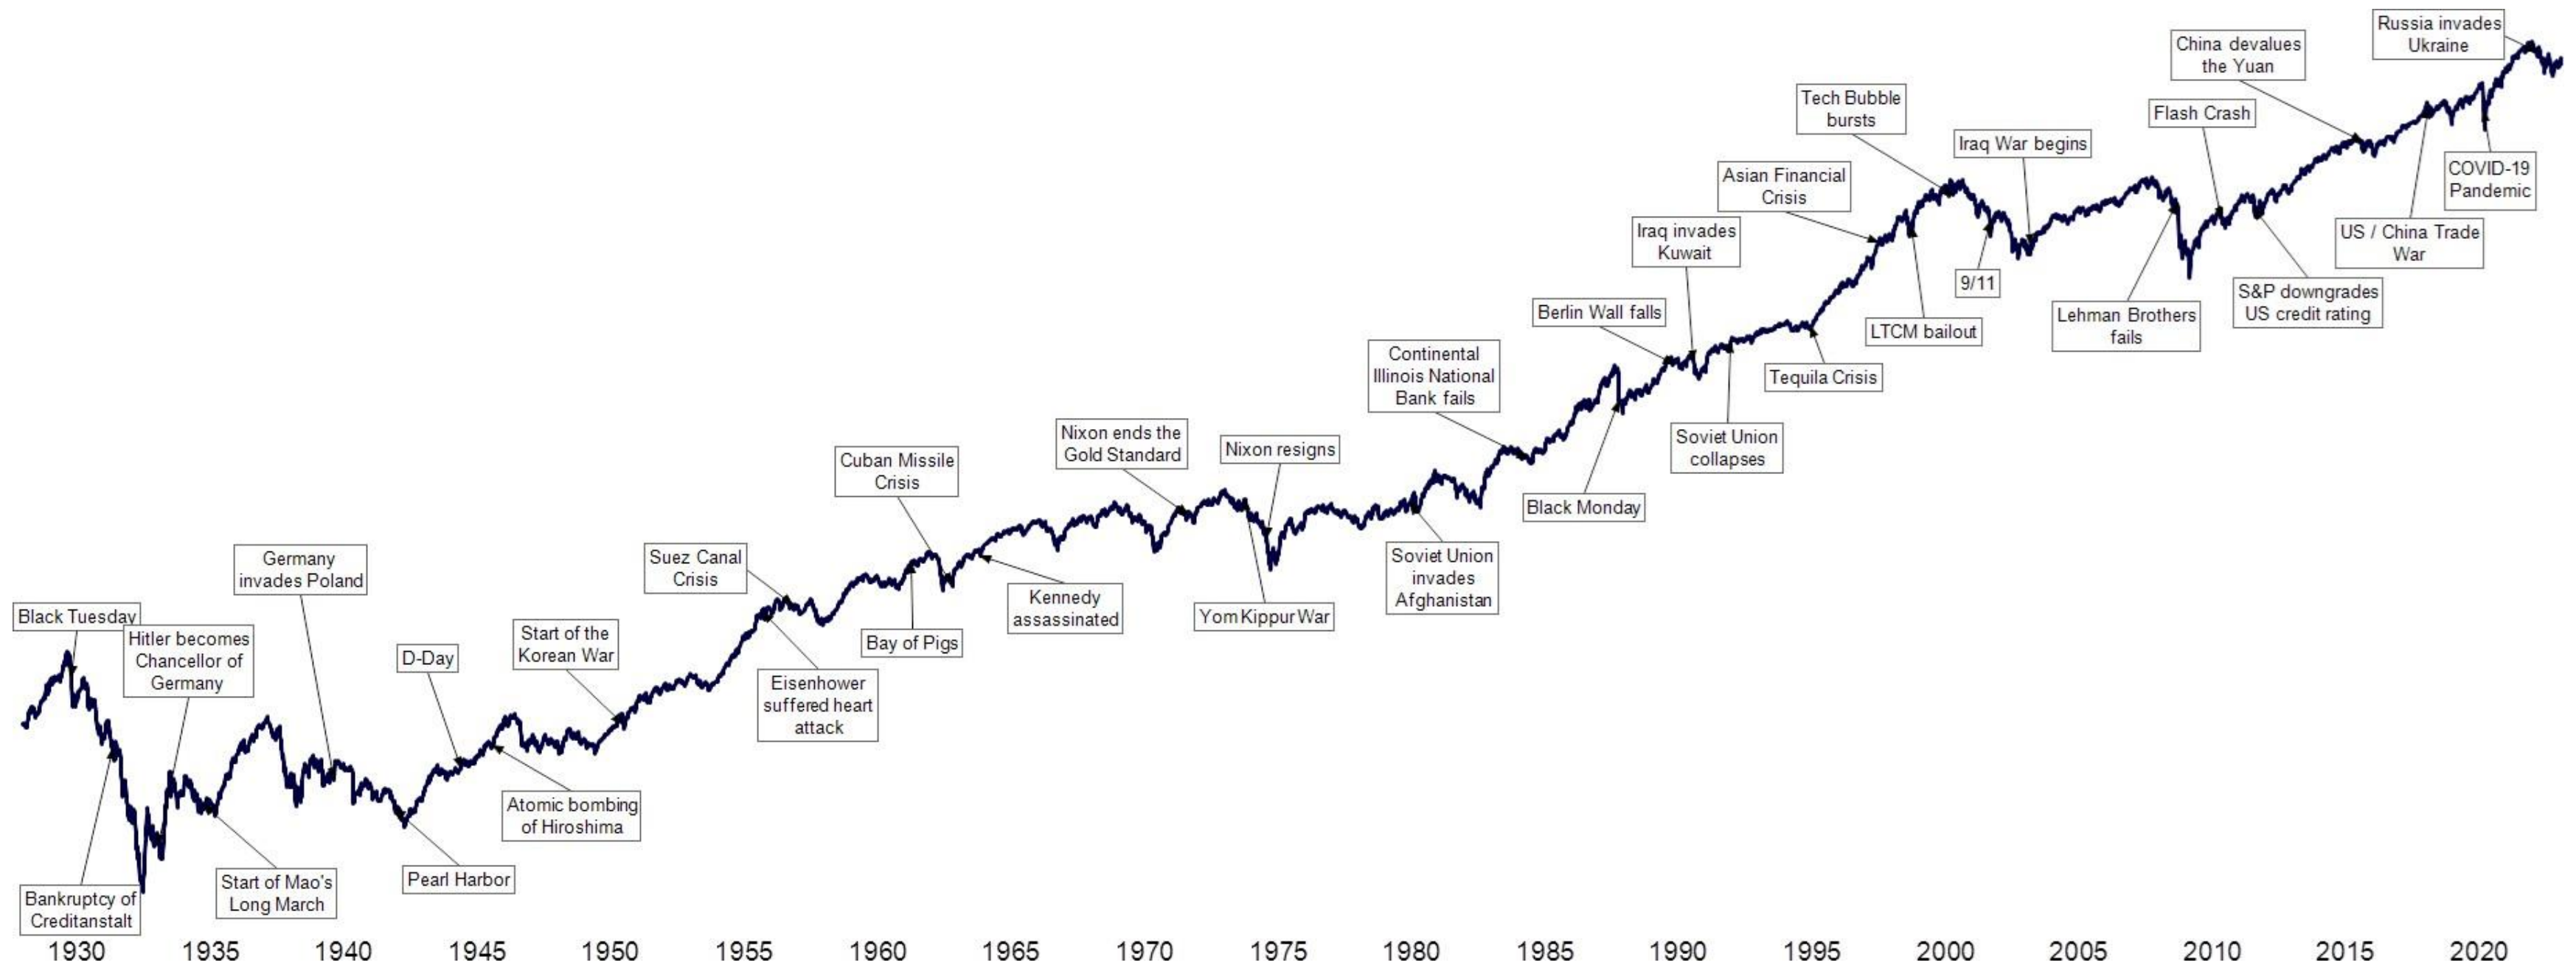 Black Tuesday
Bankruptcy of
Creditanstalt
Hitler becomes
Chancellor of
Germany
Start of Mao's
Long March
Germany
invades Poland
Pearl Harbor
D-Day
Atomic bombing
of Hiroshima
Start of the
Korean War
Suez Canal
Crisis
Eisenhower
suffered heart
attack
Bay of Pigs
Cuban Missile
Crisis
Kennedy
assassinated
Nixon ends the
Gold Standard
Yom Kippur War
Nixon resigns
Soviet Union
invades
Afghanistan
Continental
Illinois National
Bank fails
Black Monday
Berlin Wall falls
Iraq invades
Kuwait
Soviet Union
collapses
Tequila Crisis
Asian Financial
Crisis
LTCM bailout
Tech Bubble
bursts
9/11
Iraq War begins
Lehman Brothers
fails
Flash Crash
S&P downgrades
US credit rating
China devalues
the Yuan
US / China Trade
War
COVID-19
Pandemic
Russia invades
Ukraine
1930 1935 1940 1945 1950 1955 1960 1965 1970 1975 1980 1985 1990 1995 2000 2005 2010 2015 2020